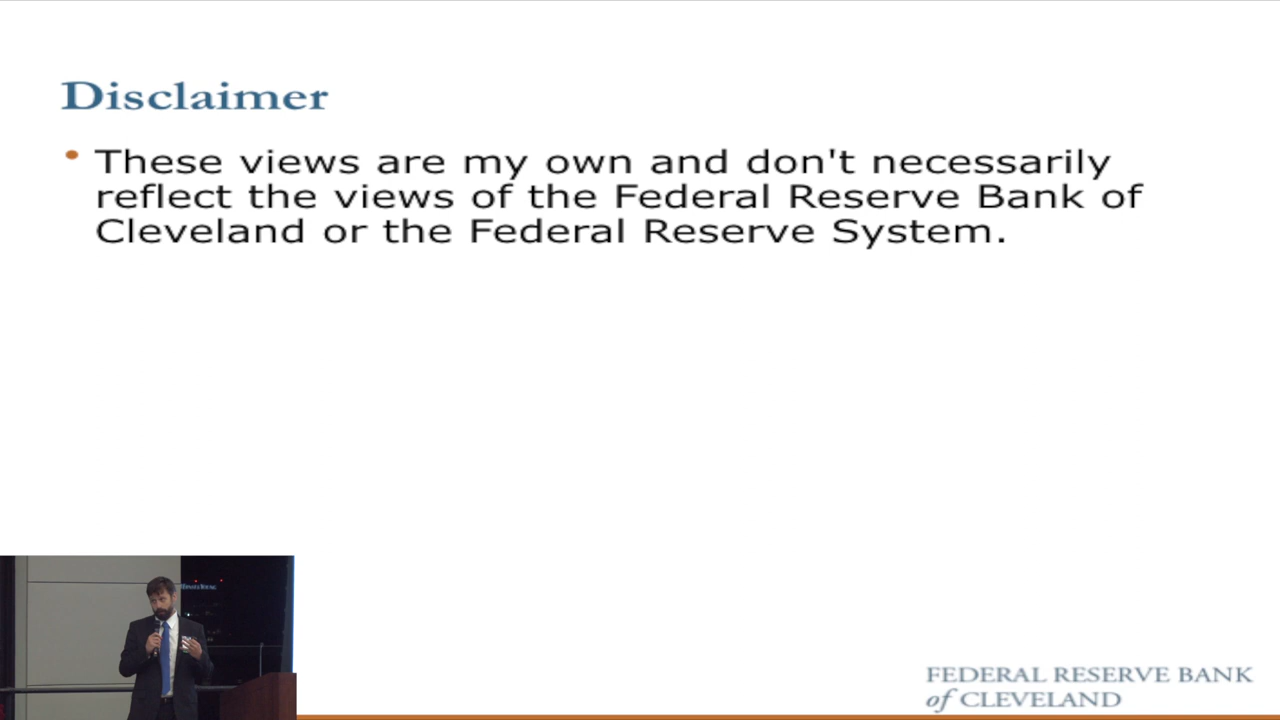 Disclaimer
• These views are my own and don't necessarily
reflect the views of the Federal Reserve Bank of
Cleveland or the Federal Reserve System.
FEDERAL RESERVE BANK
of CLEVELAND